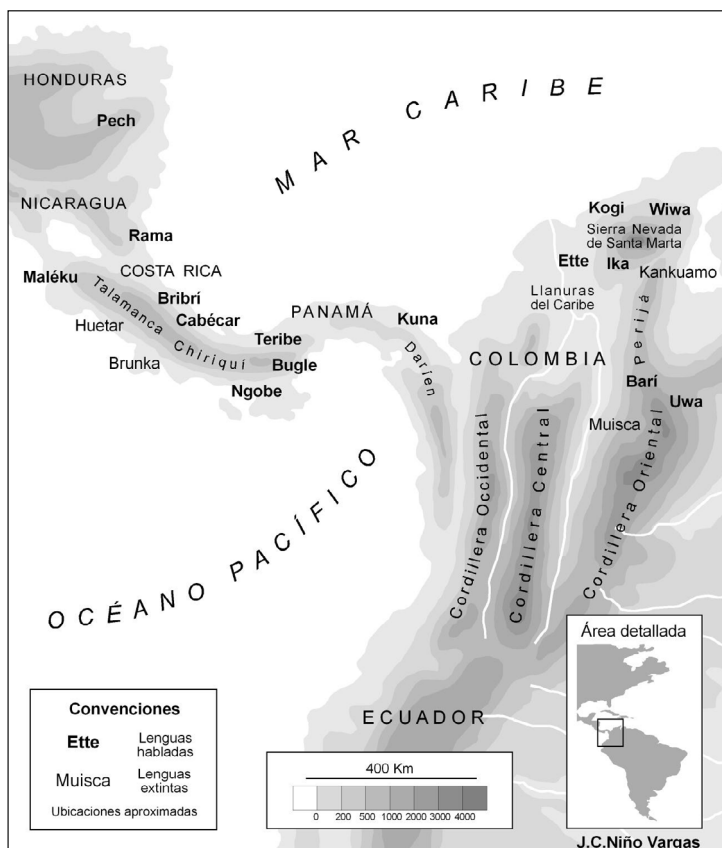 HONDURAS
Pech
MAR CARIBE
NICARAGUA
Rama
Kogi Wiwa
Sierra Nevada
de Santa Marta
Maléku
COSTA RICA
Ette Ika
Kankuamo
Talamanca Chiriquí
Bribrí
Llanuras
del Caribe
Huetar
Cabécar
PANAMÁ
Kuna
Teribe
Brunka
Bugle
Darien
COLOMBIA
Perijá
Ngobe
Barí
Uwa
Muisca
OCÉANO PACÍFICO
Cordillera Occidental
Cordillera Central
Cordillera Oriental
Área detallada
ECUADOR
Convenciones
Ette Lenguas
habladas
Muisca Lenguas
extintas
Ubicaciones aproximadas
400 Km
0 200 500 1000 2000 3000 4000
J.C.Niño Vargas